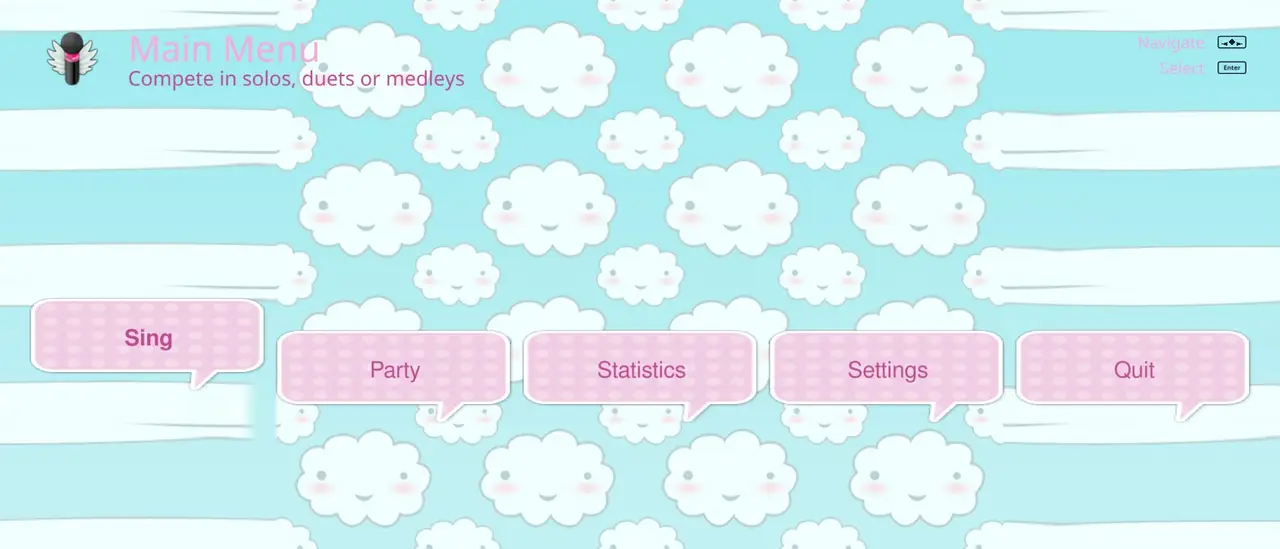 Main Menu
Compete in solos, duets or medleys
Navigate
Select Enter
Sing
Party
Statistics
Settings
Quit